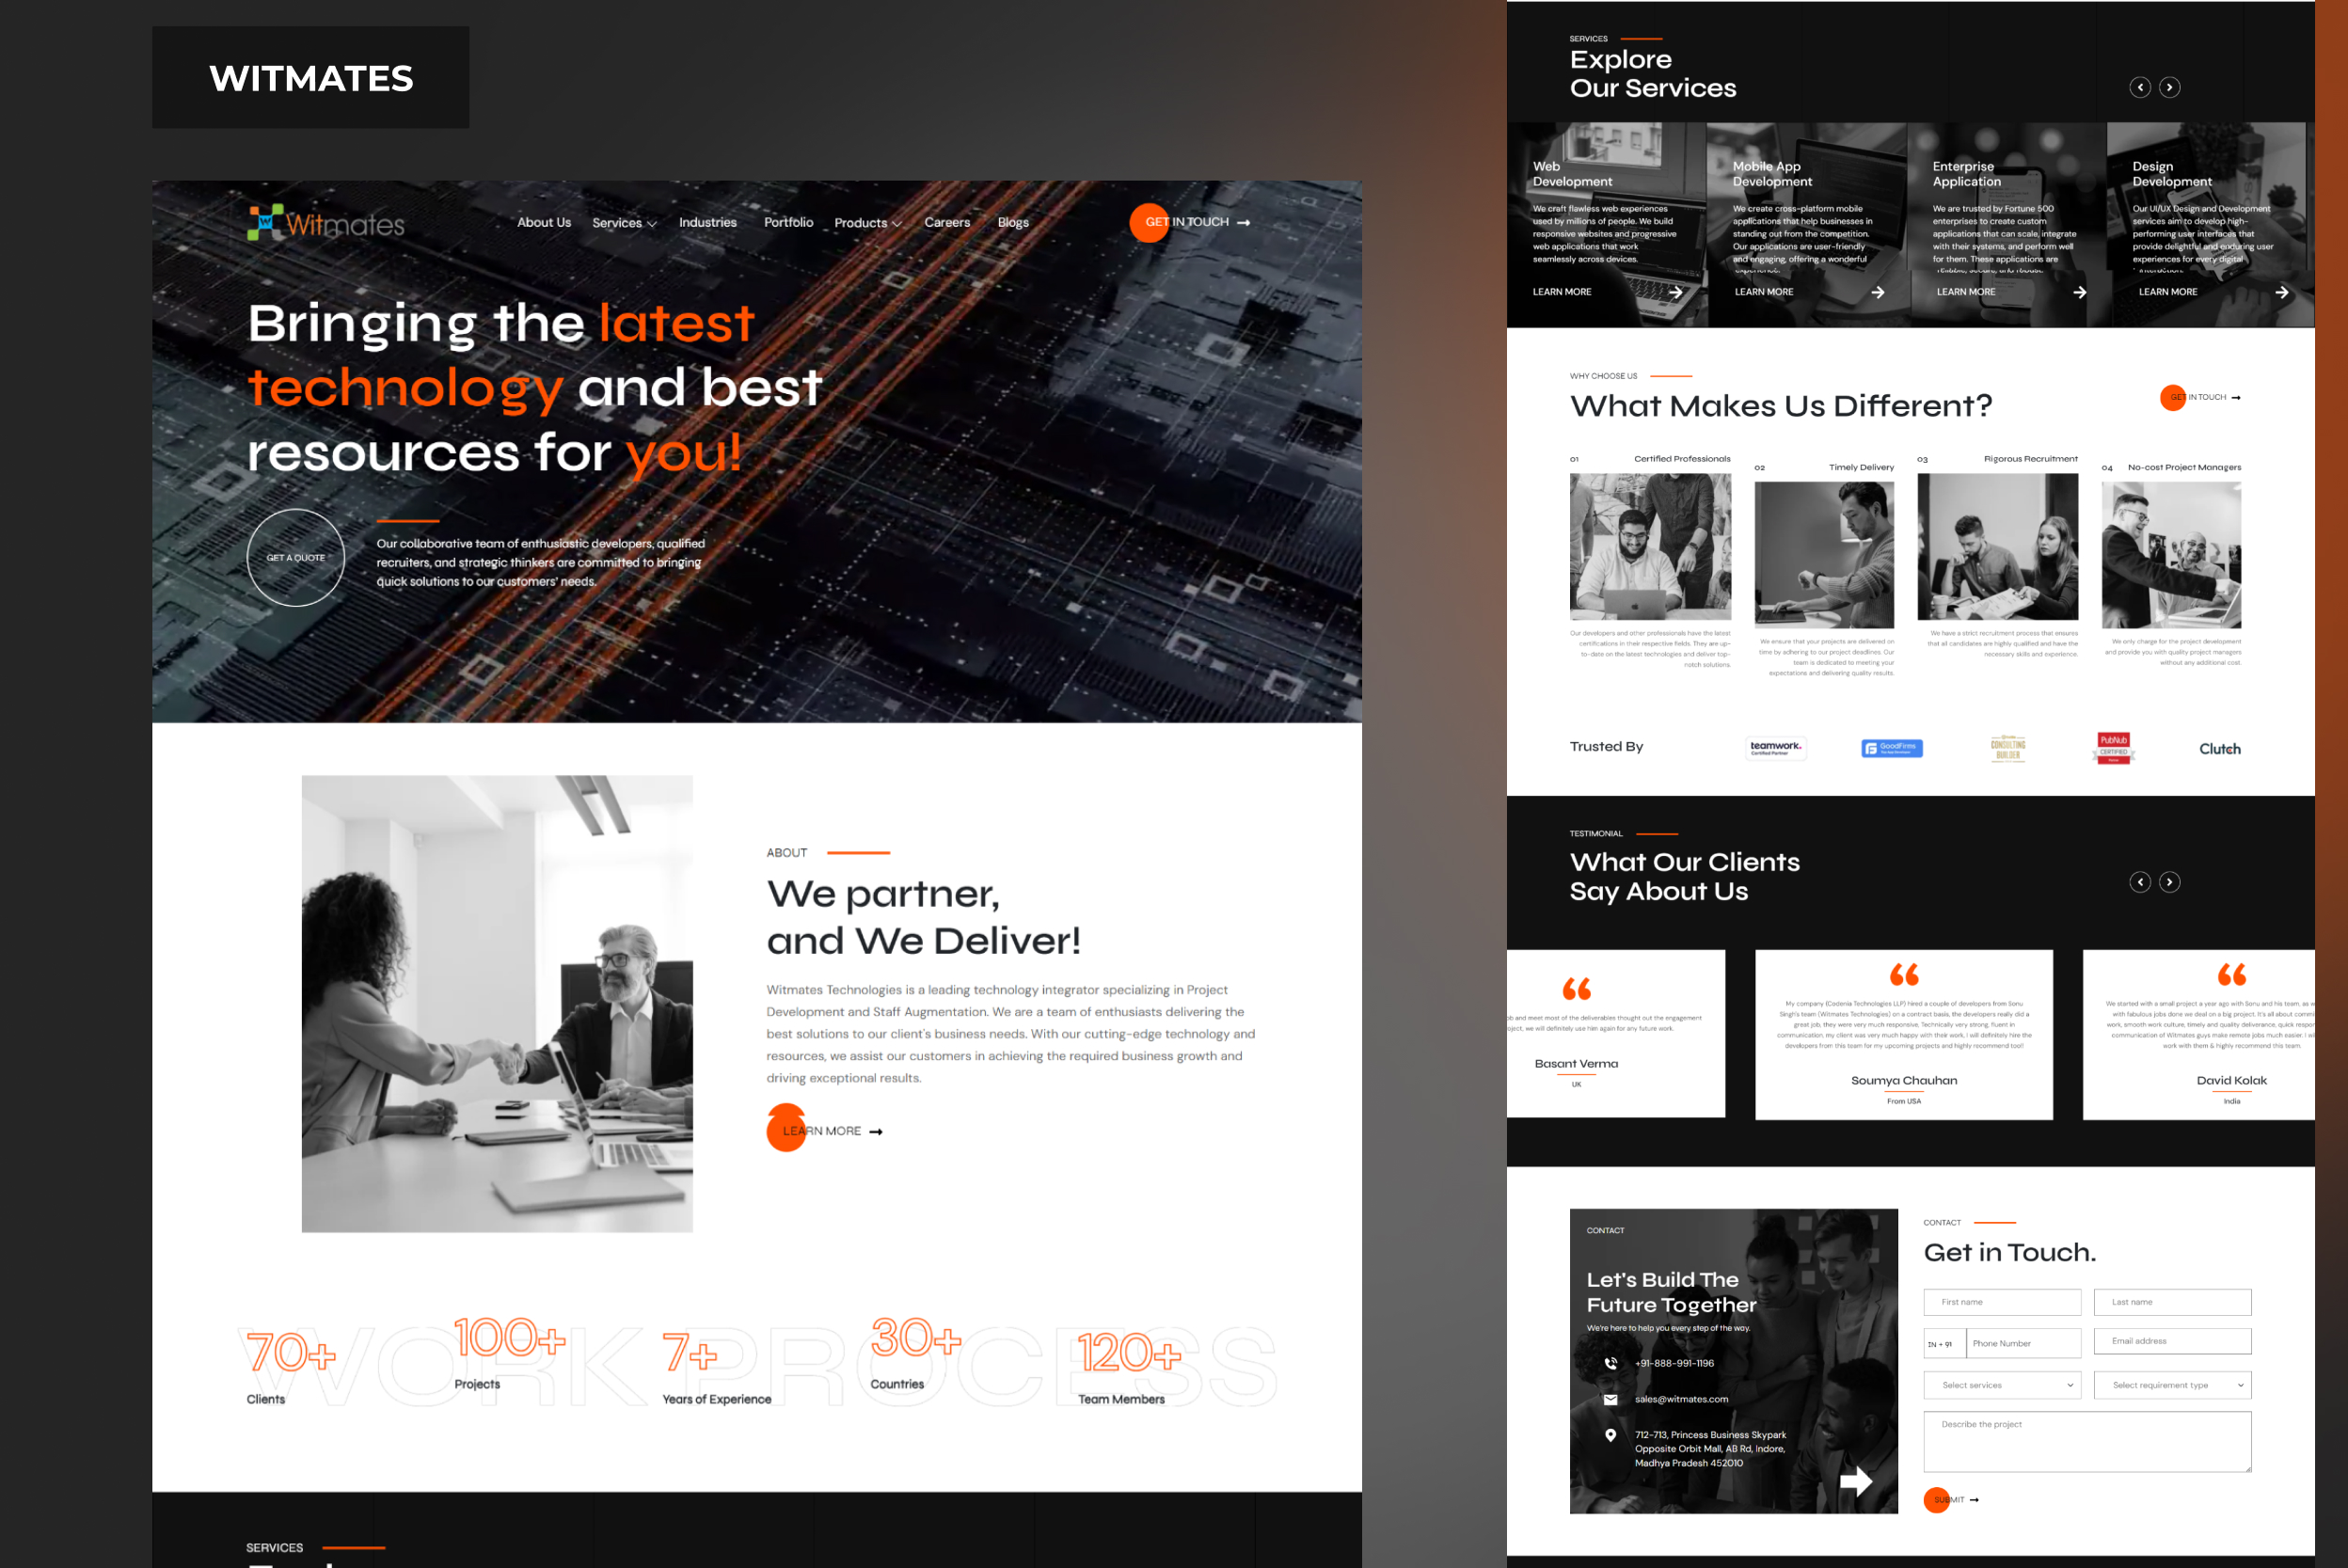 WITMATES
Witmates
About Us Services Industries Portfolio Products Careers Blogs
GET IN TOUCH
Bringing the latest
technology and best
resources for you!
GET A QUOTE
Our collaborative team of enthusiastic developers, qualified
recruiters, and strategic thinkers are committed to bringing
quick solutions to our customers' needs.
ABOUT
We partner,
and We Deliver!
Witmates Technologies is a leading technology integrator specializing in Project
Development and Staff Augmentation. We are a team of enthusiasts delivering the
best solutions to our client's business needs. With our cutting-edge technology and
resources, we assist our customers in achieving the required business growth and
driving exceptional results.
LEARN MORE
WORK PROCESS
70+
Clients
100+
Projects
7+
Years of Experience
30+
Countries
120+
Team Members
SERVICES
SERVICES
Explore
Our Services
Web
Development
We craft flawless web experiences
used by millions of people. We build
responsive websites and progressive
web applications that work
seamlessly across devices.
LEARN MORE
Mobile App
Development
We create cross-platform mobile
applications that help businesses in
standing out from the competition.
Our applications are user-friendly
and engaging, offering a wonderful
experience.
LEARN MORE
Enterprise
Application
We are trusted by Fortune 500
enterprises to create custom
applications that can scale, integrate
with their systems, and perform well
for them. These applications are
reliable, secure, and robust.
LEARN MORE
Design
Development
Our UI/UX Design and Development
services aim to develop high-
performing user interfaces that
provide delightful and enduring user
experiences for every digital
interaction.
LEARN MORE
WHY CHOOSE US
What Makes Us Different?
GET IN TOUCH
01 Certified Professionals
Our developers and other professionals have the latest
certifications in their respective fields. They are up-
to-date on the latest technologies and deliver top-
notch solutions.
02 Timely Delivery
We ensure that your projects are delivered on
time by adhering to our project deadlines. Our
team is dedicated to meeting your
expectations and delivering quality results.
03 Rigorous Recruitment
We have a strict recruitment process that ensures
that all candidates are highly qualified and have the
necessary skills and experience.
04 No-cost Project Managers
We only charge for the project development
and provide you with quality project managers
without any additional cost.
Trusted By
teamwork.
Certified Partner
GoodFirms
CONSULTING
BUILDER
PubNub
CERTIFIED
Clutch
TESTIMONIAL
What Our Clients
Say About Us
b and meet most of the deliverables thought out the engagement
oject, we will definitely use him again for any future work.
Basant Verma
UK
My company (Codenia Technologies LLP) hired a couple of developers from Sonu
Singh's team (Witmates Technologies) on a contract basis, the developers really did a
great job, they were very much responsive, Technically very strong, fluent in
communication, my client was very much happy with their work, I will definitely hire the
developers from this team for my upcoming projects and highly recommend too!
Soumya Chauhan
From USA
We started with a small project a year ago with Sonu and his team, as w
with fabulous jobs done we deal on a big project. It's all about commi
work, smooth work culture, timely and quality deliverance, quick respon
communication of Witmates guys make remote jobs much easier. I wi
work with them & highly recommend this team.
David Kolak
India
CONTACT
Let's Build The
Future Together
We're here to help you every step of the way.
+91-888-991-1196
sales@witmates.com
712-713, Princess Business Skypark
Opposite Orbit Mall, AB Rd, Indore,
Madhya Pradesh 452010
CONTACT
Get in Touch.
First name Last name
IN + 91 Phone Number Email address
Select services Select requirement type
Describe the project
SUBMIT